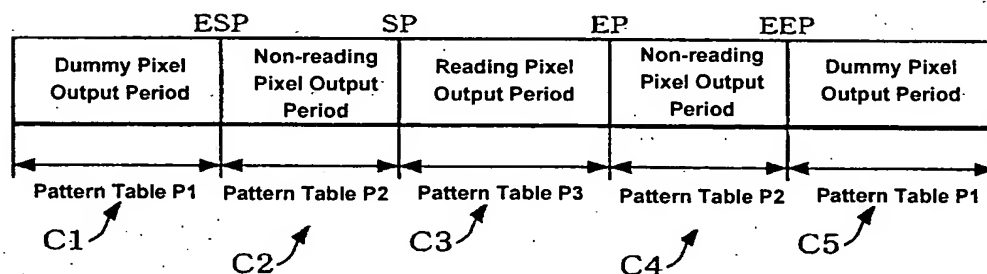 ESP SP EP EEP
Dummy Pixel Output Period
Non-reading Pixel Output Period
Reading Pixel Output Period
Non-reading Pixel Output Period
Dummy Pixel Output Period
Pattern Table P1 Pattern Table P2 Pattern Table P3 Pattern Table P2 Pattern Table P1
C1 C2 C3 C4 C5